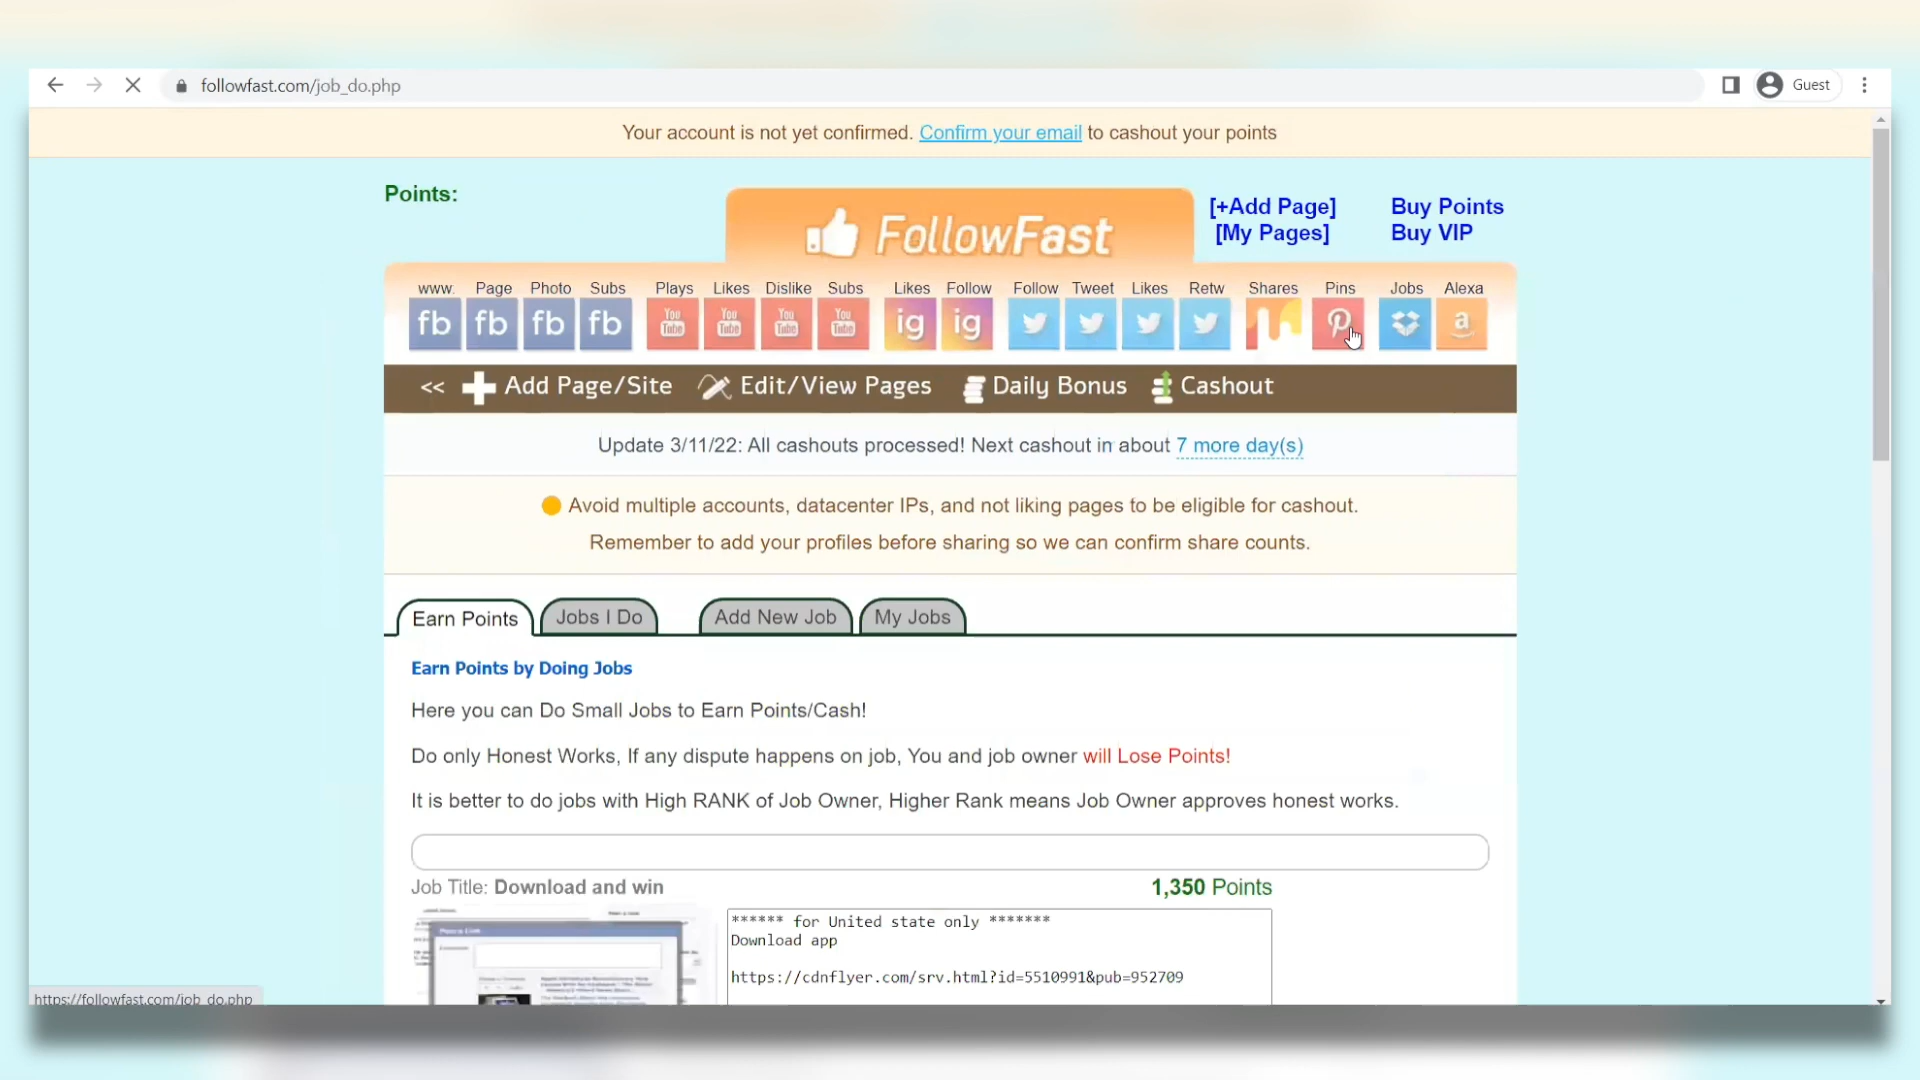 followfast.com/job_do.php
Guest
Your account is not yet confirmed. Confirm your email to cashout your points
Points:
FollowFast
[+Add Page]
[My Pages]
Buy Points
Buy VIP
www. Page Photo Subs Plays Likes Dislike Subs Likes Follow Follow Tweet Likes Retw Shares Pins Jobs Alexa
fb fb fb fb You Tube You Tube You Tube You Tube ig ig a
<< Add Page/Site Edit/View Pages Daily Bonus Cashout
Update 3/11/22: All cashouts processed! Next cashout in about 7 more day(s)
Avoid multiple accounts, datacenter IPs, and not liking pages to be eligible for cashout.
Remember to add your profiles before sharing so we can confirm share counts.
Earn Points Jobs I Do Add New Job My Jobs
Earn Points by Doing Jobs
Here you can Do Small Jobs to Earn Points/Cash!
Do only Honest Works, If any dispute happens on job, You and job owner will Lose Points!
It is better to do jobs with High RANK of Job Owner, Higher Rank means Job Owner approves honest works.
Job Title: Download and win
1,350 Points
****** for United state only *******
Download app
https://cdnflyer.com/srv.html?id=5510991&pub=952709
https://followfast.com/job_do.php